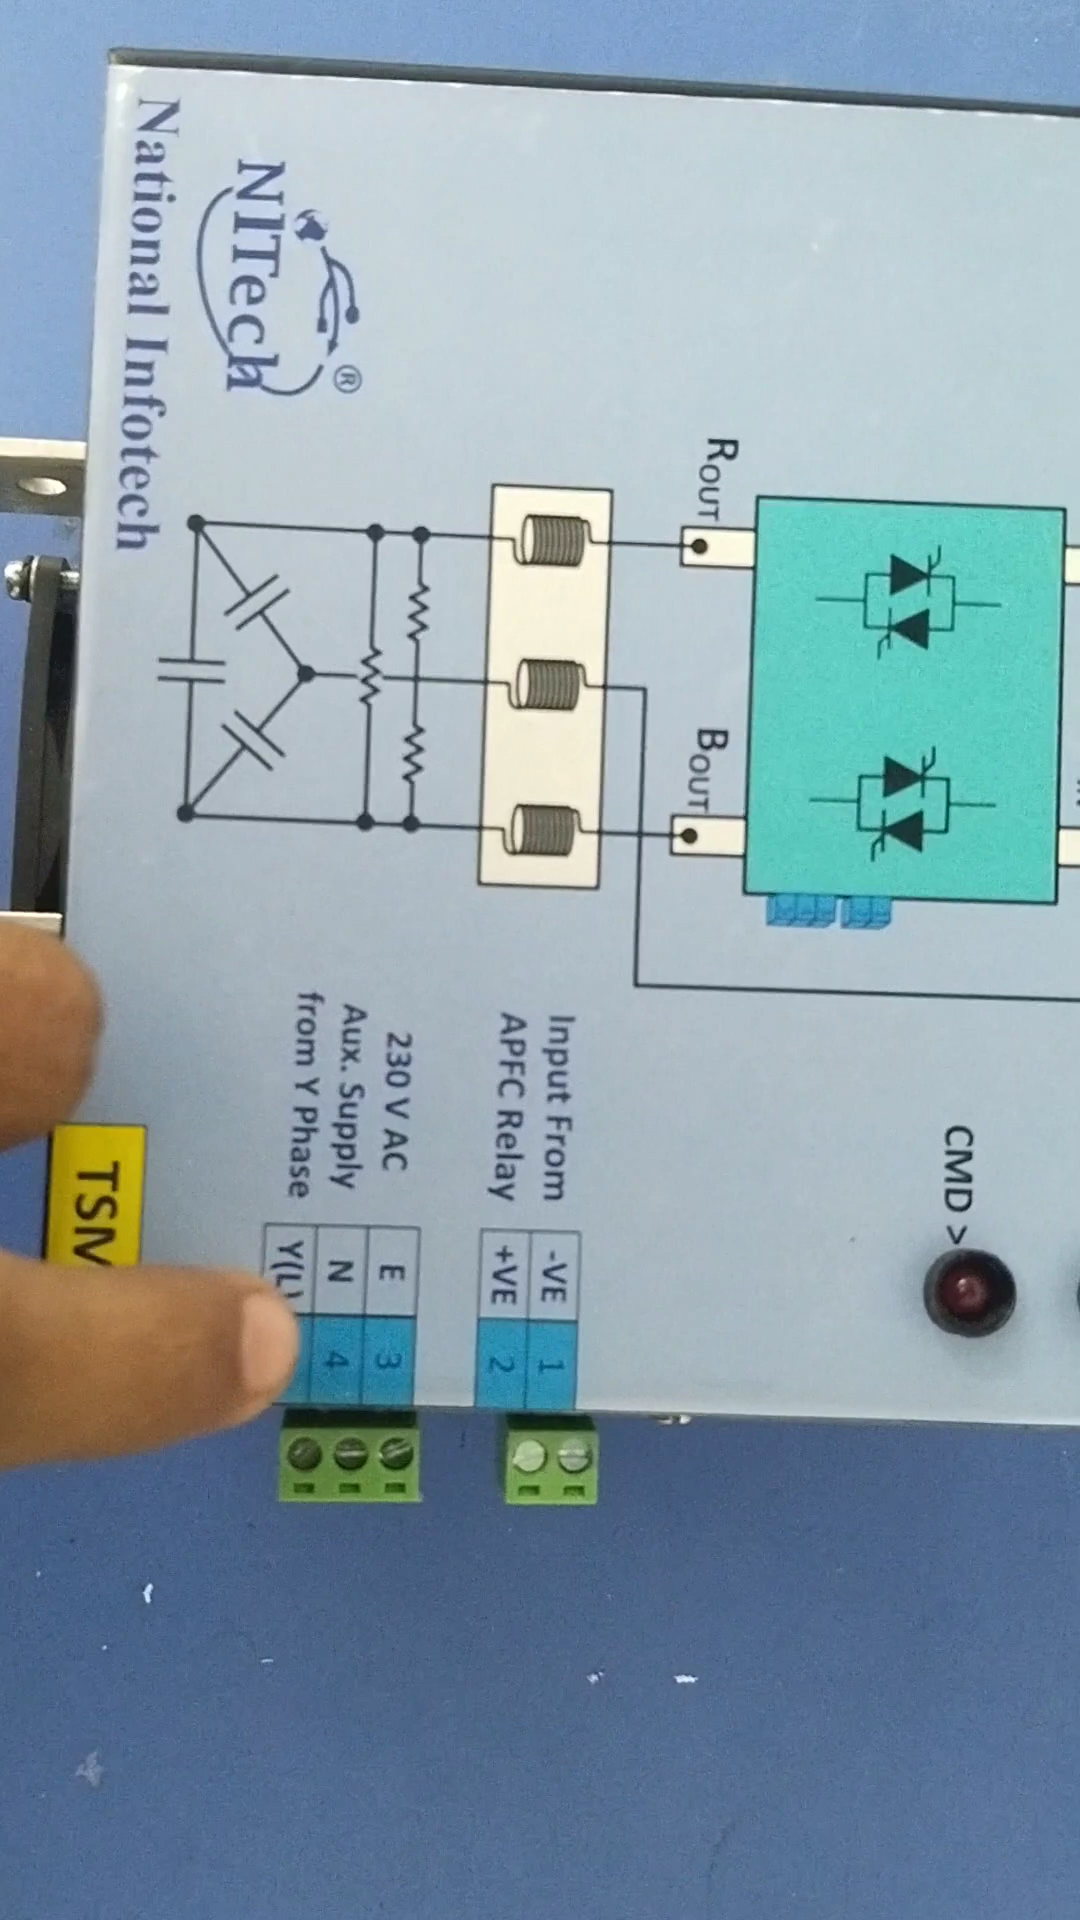 ROUT
BOUT
CMD >
Input From
APFC Relay
-VE 1
+VE 2
230 V AC
Aux. Supply
from Y Phase
E 3
N 4
Y(L)
NITech®
National Infotech